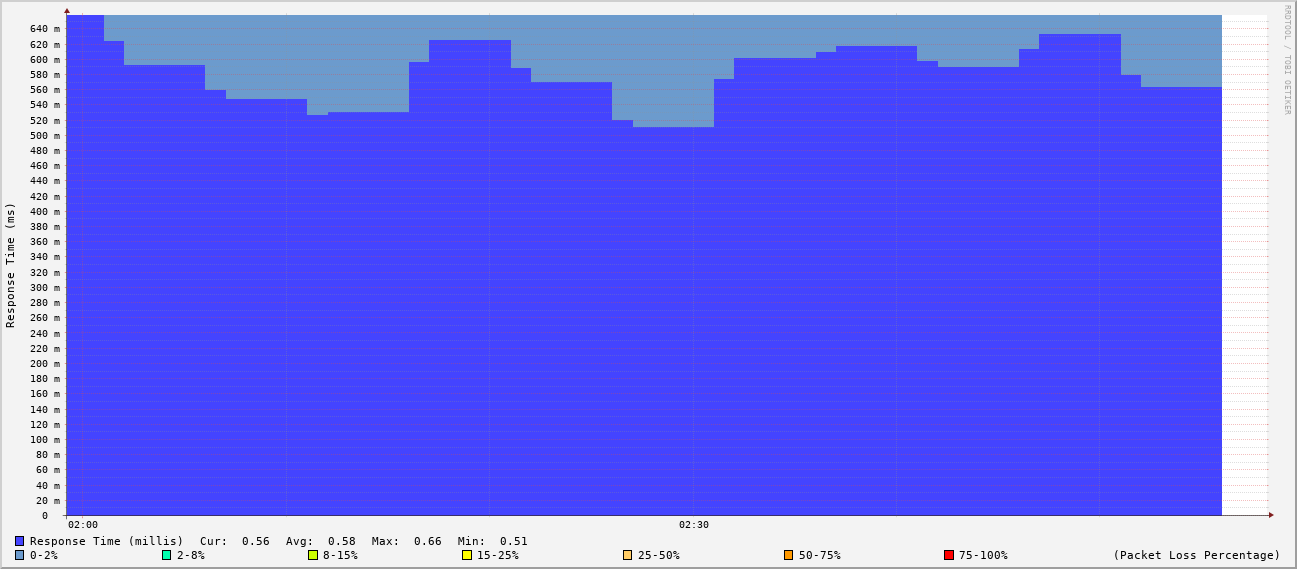 RRDTOOL / TOBI OETIKER
Response Time (ms)
640 m
620 m
600 m
580 m
560 m
540 m
520 m
500 m
480 m
460 m
440 m
420 m
400 m
380 m
360 m
340 m
320 m
300 m
280 m
260 m
240 m
220 m
200 m
180 m
160 m
140 m
120 m
100 m
80 m
60 m
40 m
20 m
0
02:00 02:30
Response Time (millis) Cur: 0.56 Avg: 0.58 Max: 0.66 Min: 0.51
0-2% 2-8% 8-15% 15-25% 25-50% 50-75% 75-100% (Packet Loss Percentage)